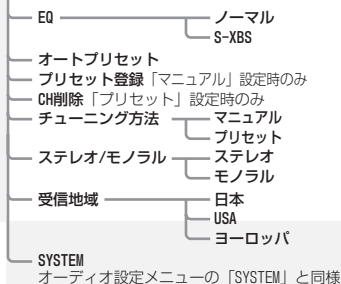 EQ ノーマル
S-XBS
オートプリセット
プリセット登録「マニュアル」設定時のみ
CH削除「プリセット」設定時のみ
チューニング方法 マニュアル
プリセット
ステレオ/モノラル ステレオ
モノラル
受信地域 日本
USA
ヨーロッパ
SYSTEM
オーディオ設定メニューの「SYSTEM」と同様